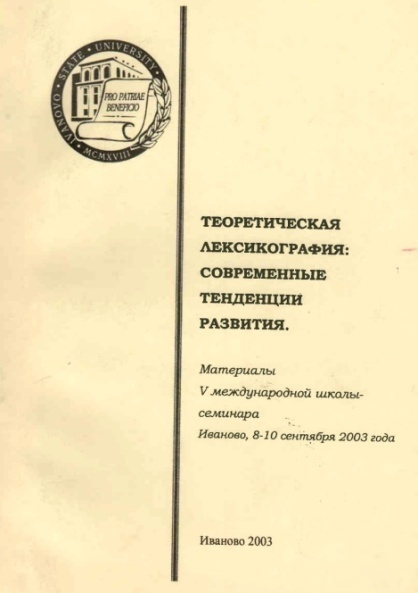 IVANOVO · STATE · UNIVERSITY ·
PRO PATRIAE
BENEFICIO
· MCMXVIII ·
ТЕОРЕТИЧЕСКАЯ
ЛЕКСИКОГРАФИЯ:
СОВРЕМЕННЫЕ
ТЕНДЕНЦИИ
РАЗВИТИЯ.
Материалы
V международной школы-
семинара
Иваново, 8-10 сентября 2003 года
Иваново 2003